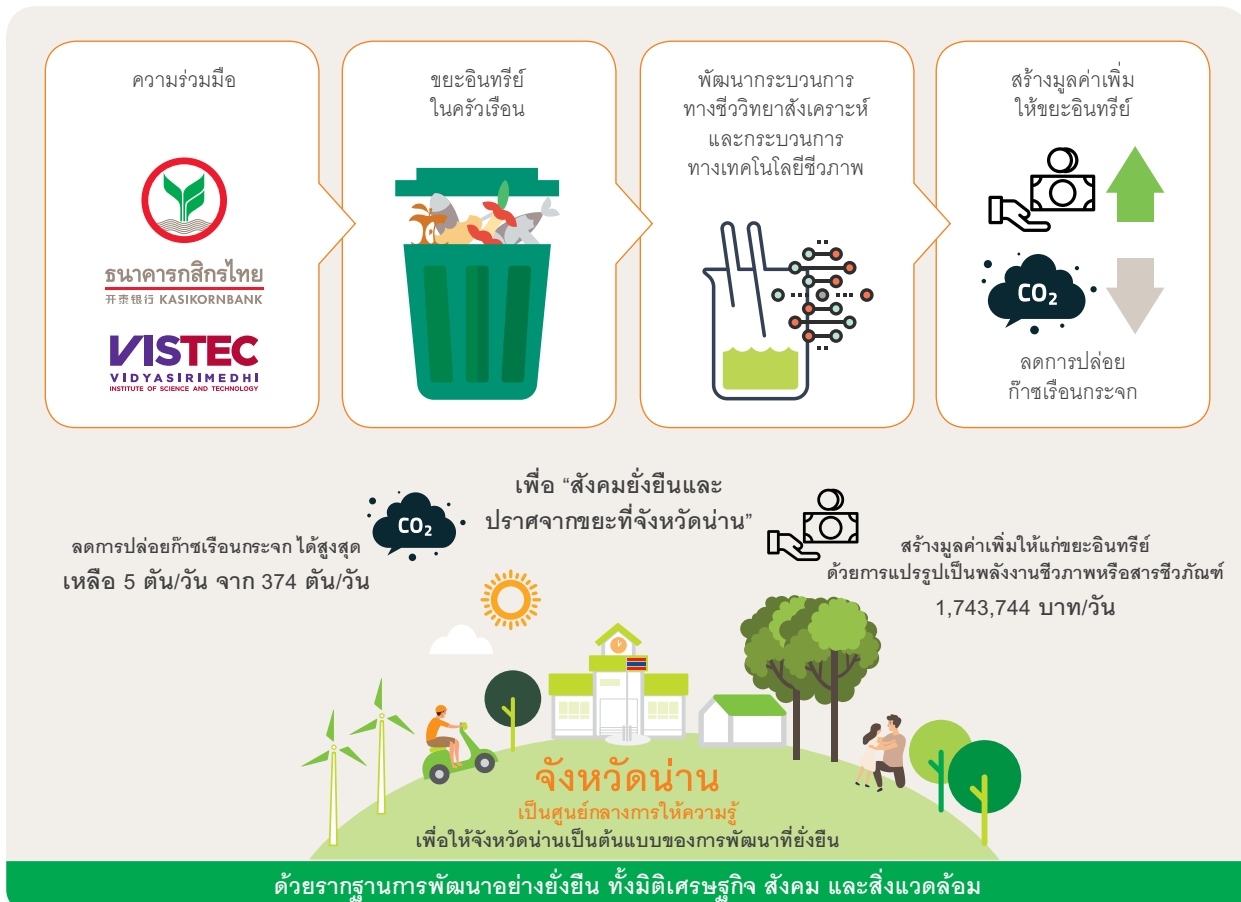 ความร่วมมือ
ธนาคารกสิกรไทย
开泰银行 KASIKORNBANK
VISTEC
VIDYASIRIMEDHI
INSTITUTE OF SCIENCE AND TECHNOLOGY
ขยะอินทรีย์
ในครัวเรือน
พัฒนากระบวนการ
ทางชีววิทยาสังเคราะห์
และกระบวนการ
ทางเทคโนโลยีชีวภาพ
สร้างมูลค่าเพิ่ม
ให้ขยะอินทรีย์
CO₂
ลดการปล่อย
ก๊าซเรือนกระจก
เพื่อ “สังคมยั่งยืนและ
ปราศจากขยะที่จังหวัดน่าน”
CO₂
ลดการปล่อยก๊าซเรือนกระจก ได้สูงสุด
เหลือ 5 ตัน/วัน จาก 374 ตัน/วัน
สร้างมูลค่าเพิ่มให้แก่ขยะอินทรีย์
ด้วยการแปรรูปเป็นพลังงานชีวภาพหรือสารชีวภัณฑ์
1,743,744 บาท/วัน
จังหวัดน่าน
เป็นศูนย์กลางการให้ความรู้
เพื่อให้จังหวัดน่านเป็นต้นแบบของการพัฒนาที่ยั่งยืน
ด้วยรากฐานการพัฒนาอย่างยั่งยืน ทั้งมิติเศรษฐกิจ สังคม และสิ่งแวดล้อม